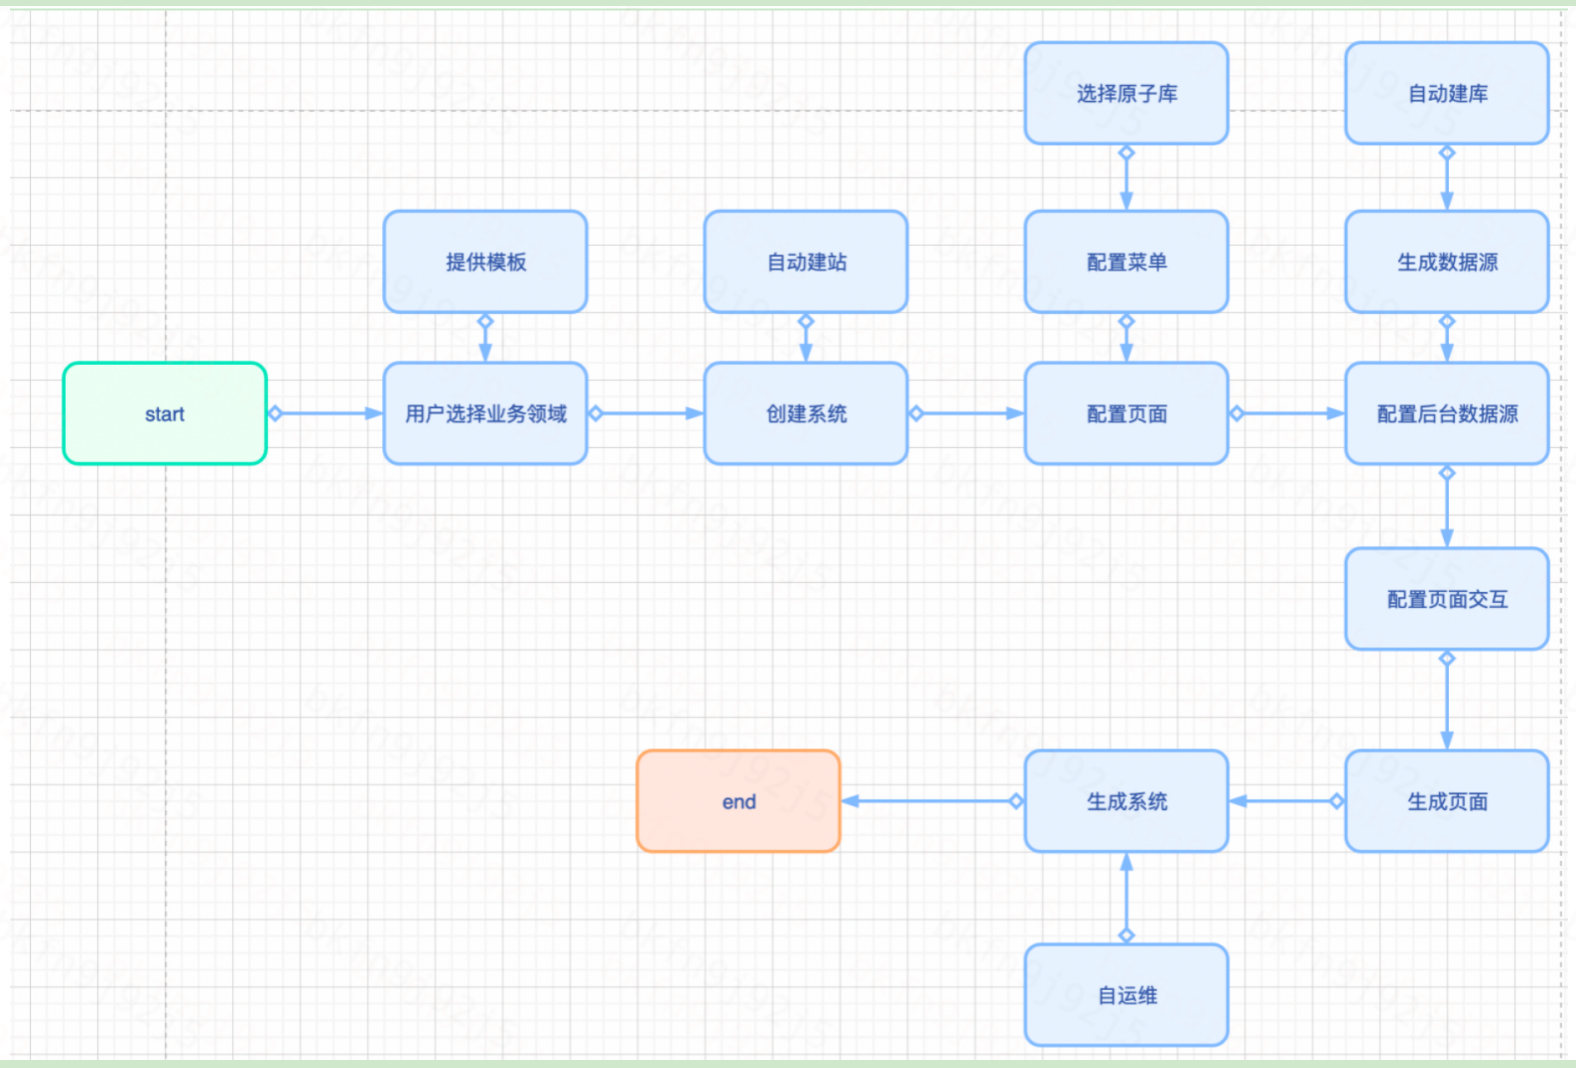 选择原子库
自动建库
提供模板
自动建站
配置菜单
生成数据源
start
用户选择业务领域
创建系统
配置页面
配置后台数据源
配置页面交互
end
生成系统
生成页面
自运维